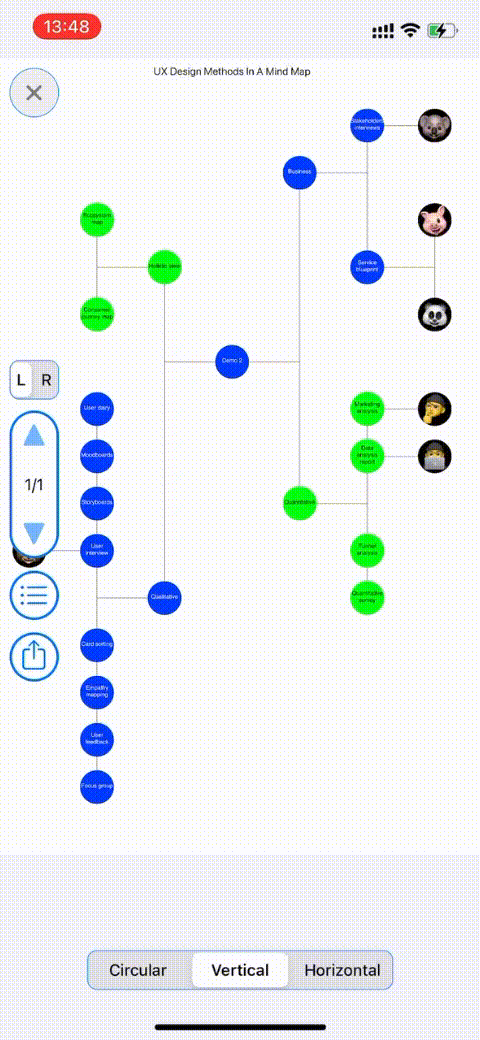 13:48
UX Design Methods In A Mind Map
Stakeholders
interviews
Business
Ecosystem
map
Holistic view
Service
blueprint
Consumer
journey map
Demo 2
L R
User diary
Marketing
analysis
Moodboards
Data
analysis
report
1/1
Storyboards
Quantitative
User
interview
Funnel
analysis
Qualitative
Quantitative
survey
Card sorting
Empathy
mapping
User
feedback
Focus group
Circular Vertical Horizontal